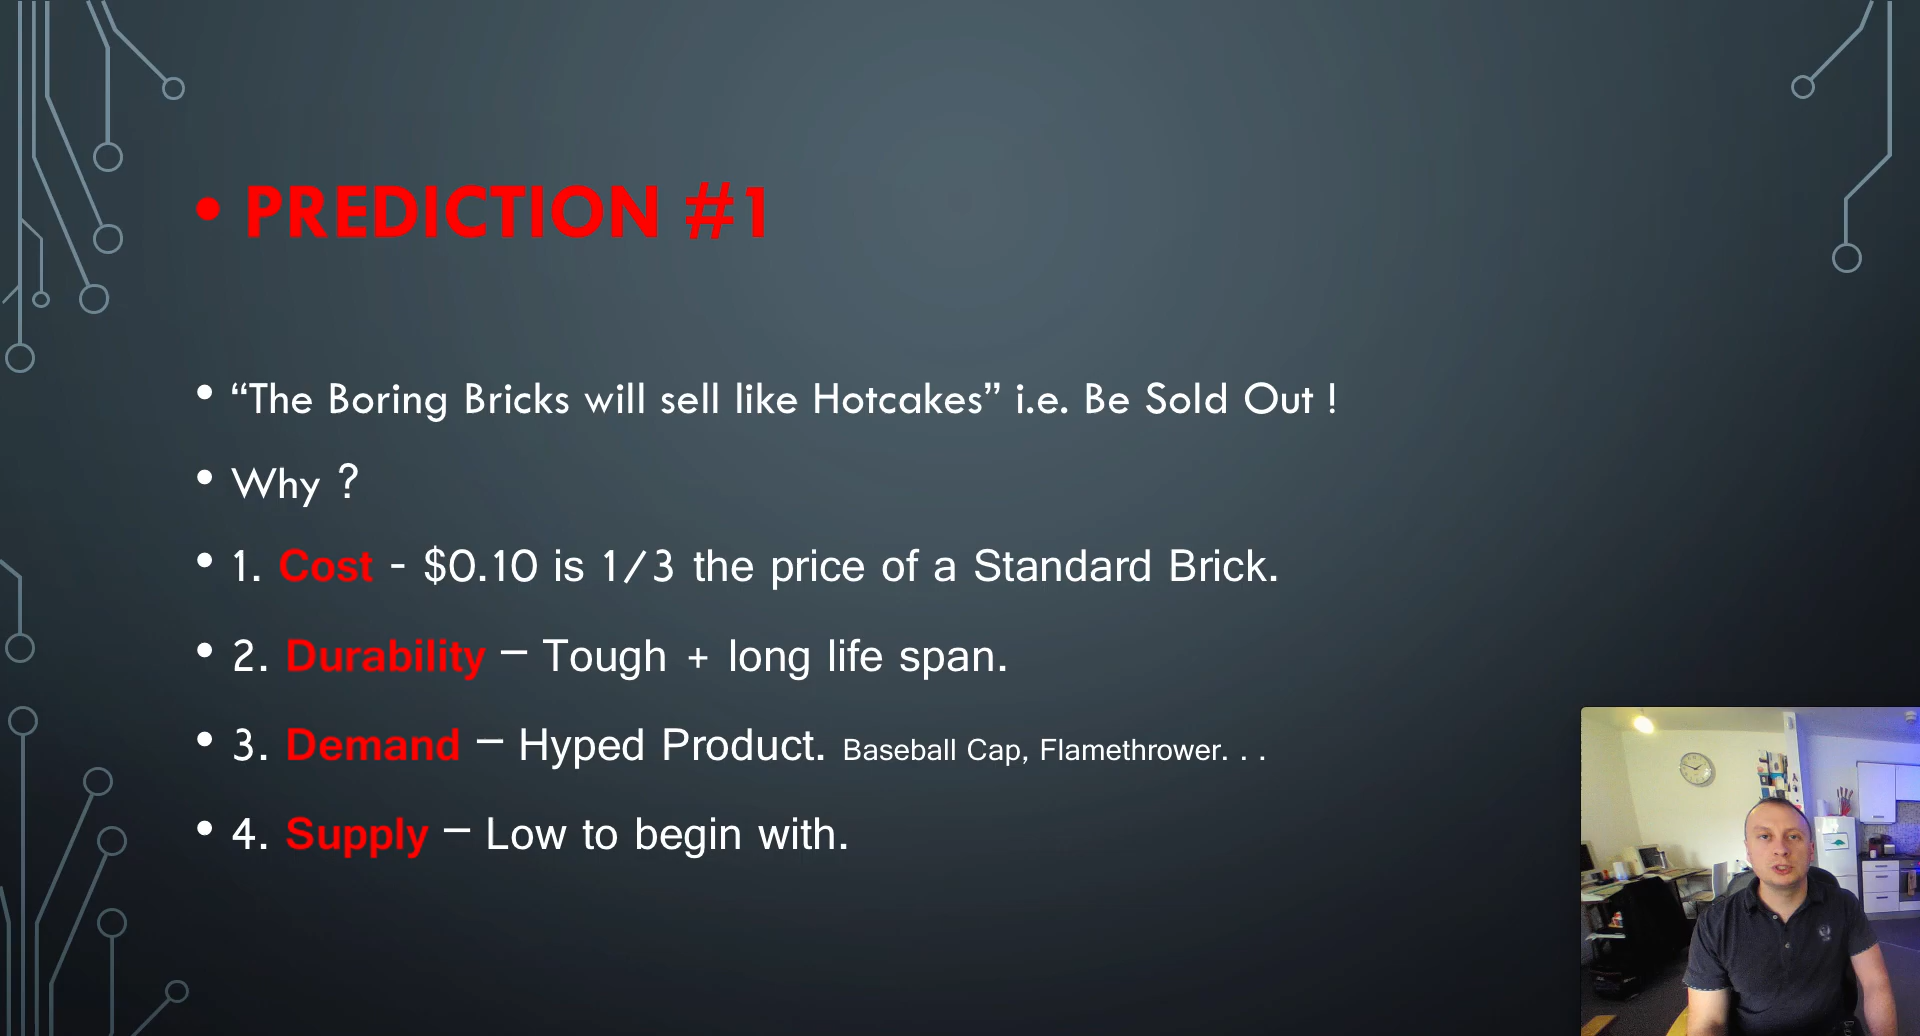 • PREDICTION #1
• “The Boring Bricks will sell like Hotcakes” i.e. Be Sold Out !
• Why ?
• 1. Cost - $0.10 is 1/3 the price of a Standard Brick.
• 2. Durability – Tough + long life span.
• 3. Demand – Hyped Product. Baseball Cap, Flamethrower. . .
• 4. Supply – Low to begin with.